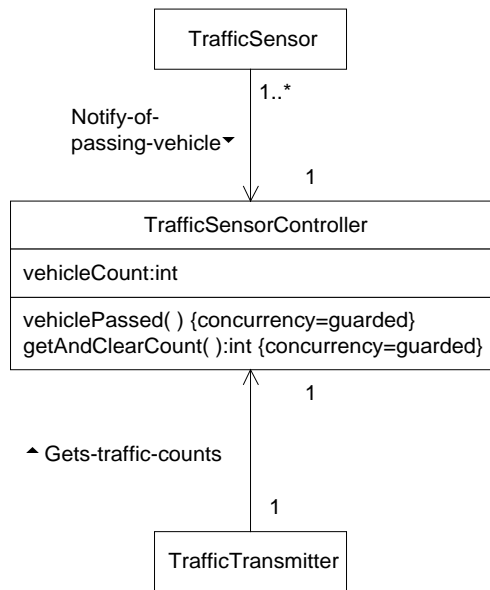 TrafficSensor
1..*
Notify-of-
passing-vehicle
1
TrafficSensorController
vehicleCount:int
vehiclePassed( ) {concurrency=guarded}
getAndClearCount( ):int {concurrency=guarded}
1
Gets-traffic-counts
1
TrafficTransmitter